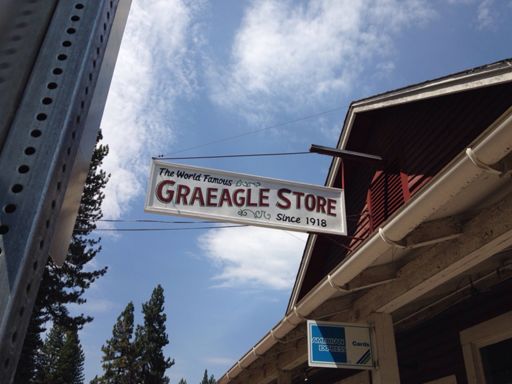 The World Famous
GRAEAGLE STORE
Since 1918
AMERICAN
EXPRESS
Cards